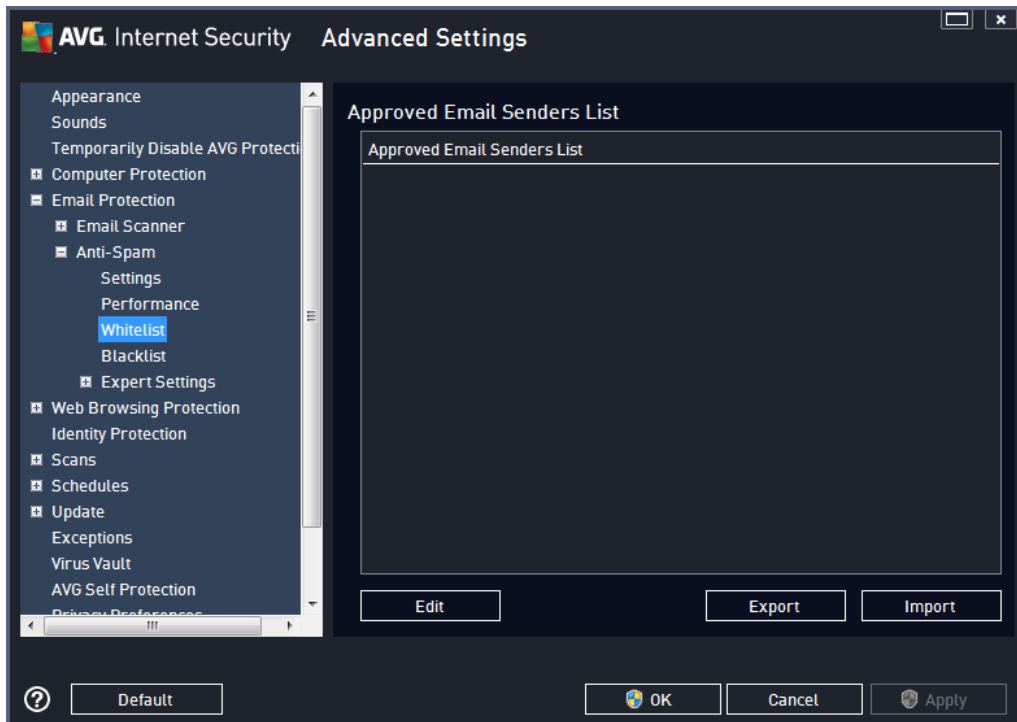 AVG. Internet Security Advanced Settings
Appearance
Sounds
Temporarily Disable AVG Protecti
Computer Protection
Email Protection
Email Scanner
Anti-Spam
Settings
Performance
Whitelist
Blacklist
Expert Settings
Web Browsing Protection
Identity Protection
Scans
Schedules
Update
Exceptions
Virus Vault
AVG Self Protection
Privacy Preferences
Approved Email Senders List
Approved Email Senders List
Edit
Export
Import
?
Default
OK
Cancel
Apply